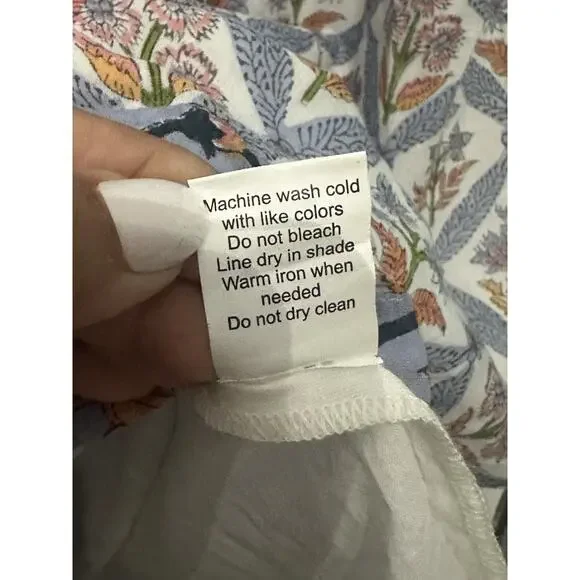 Machine wash cold
with like colors
Do not bleach
Line dry in shade
Warm iron when
needed
Do not dry clean